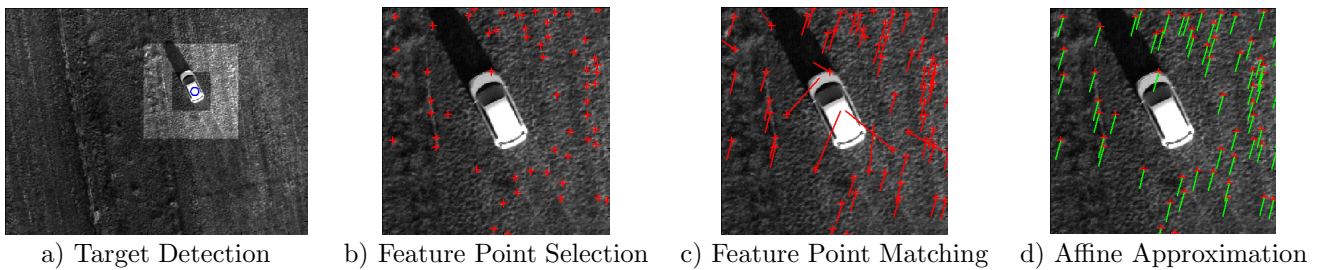 a) Target Detection
b) Feature Point Selection
c) Feature Point Matching
d) Affine Approximation